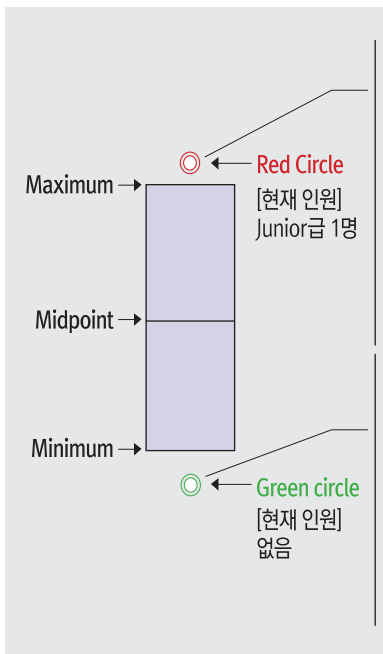 Red Circle
Maximum
[현재 인원]
Junior급 1명
Midpoint
Minimum
Green circle
[현재 인원]
없음